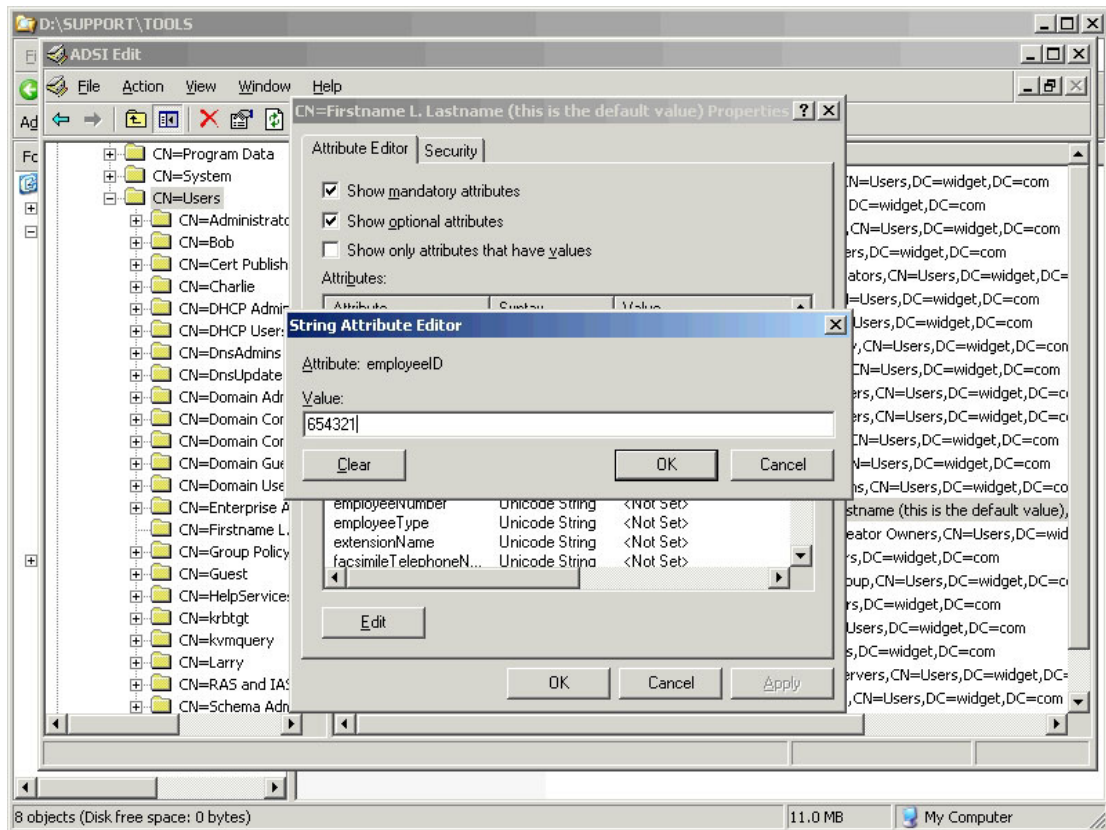 D:\SUPPORT\TOOLS
ADSI Edit
File Action View Window Help
CN=Firstname L. Lastname (this is the default value) Properties
Attribute Editor Security
Show mandatory attributes
Show optional attributes
Show only attributes that have values
Attributes:
Attribute Syntax Value
String Attribute Editor
Attribute: employeeID
Value:
654321
Clear OK Cancel
employeeNumber Unicode String <Not Set>
employeeType Unicode String <Not Set>
extensionName Unicode String <Not Set>
facsimileTelephoneN... Unicode String <Not Set>
Edit
OK Cancel Apply
CN=Program Data
CN=System
CN=Users
CN=Administrato
CN=Bob
CN=Cert Publish
CN=Charlie
CN=DHCP Admin
CN=DHCP Users
CN=DnsAdmins
CN=DnsUpdate
CN=Domain Adr
CN=Domain Cor
CN=Domain Cor
CN=Domain Gue
CN=Domain Use
CN=Enterprise A
CN=Firstname L.
CN=Group Policy
CN=Guest
CN=HelpServices
CN=krbtgt
CN=kvmquery
CN=Larry
CN=RAS and IAS
CN=Schema Adn
CN=Users,DC=widget,DC=com
DC=widget,DC=com
,CN=Users,DC=widget,DC=com
ers,DC=widget,DC=com
ators,CN=Users,DC=widget,DC=
=Users,DC=widget,DC=com
Users,DC=widget,DC=com
,CN=Users,DC=widget,DC=con
CN=Users,DC=widget,DC=com
ers,CN=Users,DC=widget,DC=c
ers,CN=Users,DC=widget,DC=c
CN=Users,DC=widget,DC=com
N=Users,DC=widget,DC=com
ns,CN=Users,DC=widget,DC=co
stname (this is the default value),
eator Owners,CN=Users,DC=wid
rs,DC=widget,DC=com
oup,CN=Users,DC=widget,DC=c
rs,DC=widget,DC=com
Users,DC=widget,DC=com
s,DC=widget,DC=com
ervers,CN=Users,DC=widget,DC=
,CN=Users,DC=widget,DC=com
8 objects (Disk free space: 0 bytes) 11.0 MB My Computer